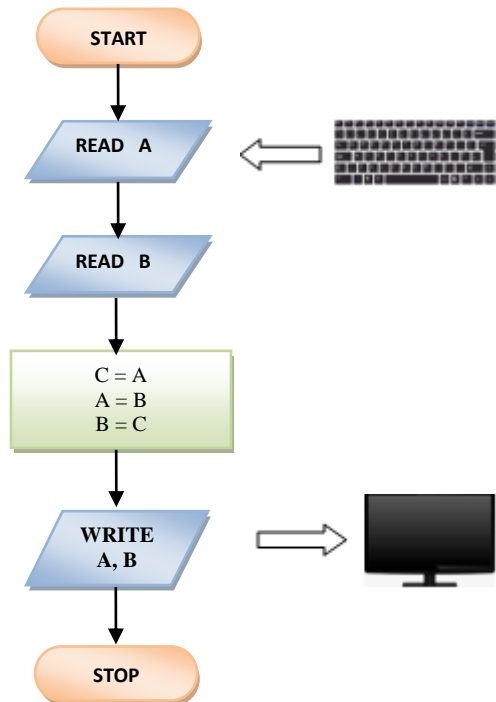 START
READ A
READ B
C = A
A = B
B = C
WRITE
A, B
STOP